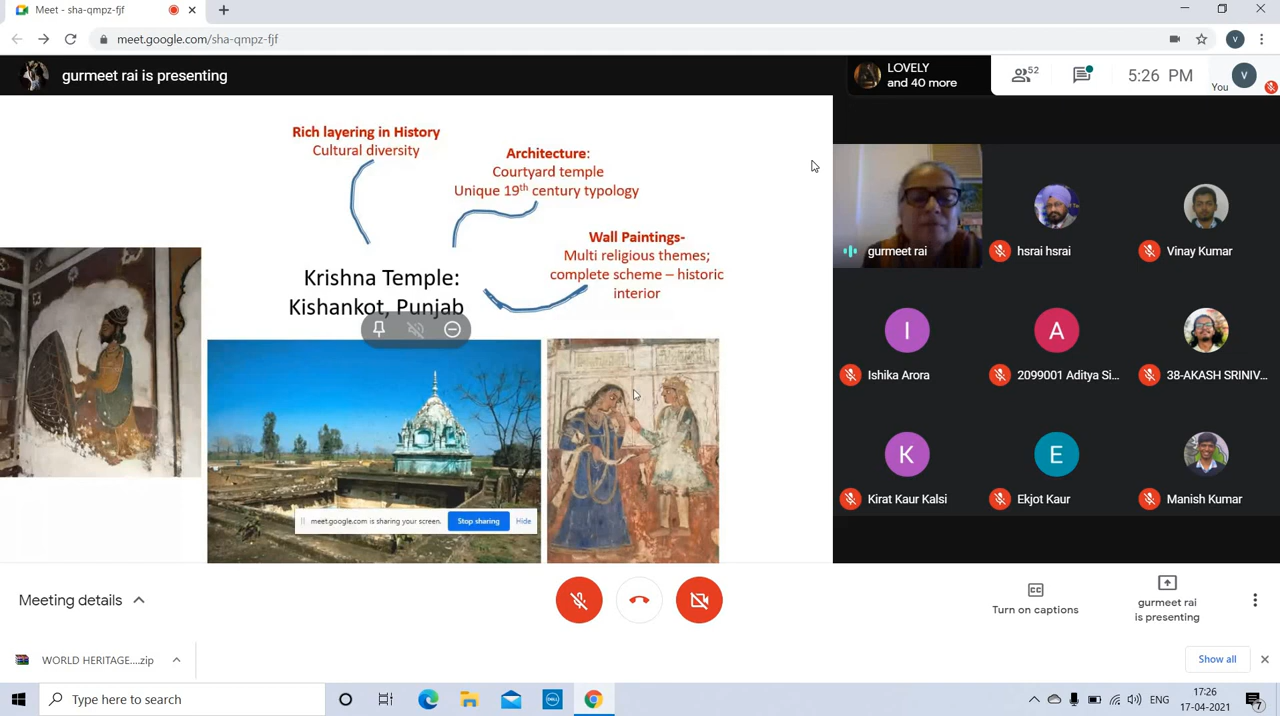 Meet - sha-qmpz-fjf
meet.google.com/sha-qmpz-fjf
V
gurmeet rai is presenting
LOVELY
and 40 more
52
5:26 PM
You
V
Rich layering in History
Cultural diversity
Architecture:
Courtyard temple
Unique 19th century typology
Wall Paintings-
Multi religious themes;
complete scheme – historic
interior
Krishna Temple:
Kishankot, Punjab
meet.google.com is sharing your screen.
Stop sharing
Hide
gurmeet rai
hsrai hsrai
Vinay Kumar
I
Ishika Arora
A
2099001 Aditya Si...
38-AKASH SRINIV...
K
Kirat Kaur Kalsi
E
Ekjot Kaur
Manish Kumar
Meeting details
CC
Turn on captions
gurmeet rai
is presenting
WORLD HERITAGE....zip
Show all
Type here to search
DELL
ENG
17:26
17-04-2021
7